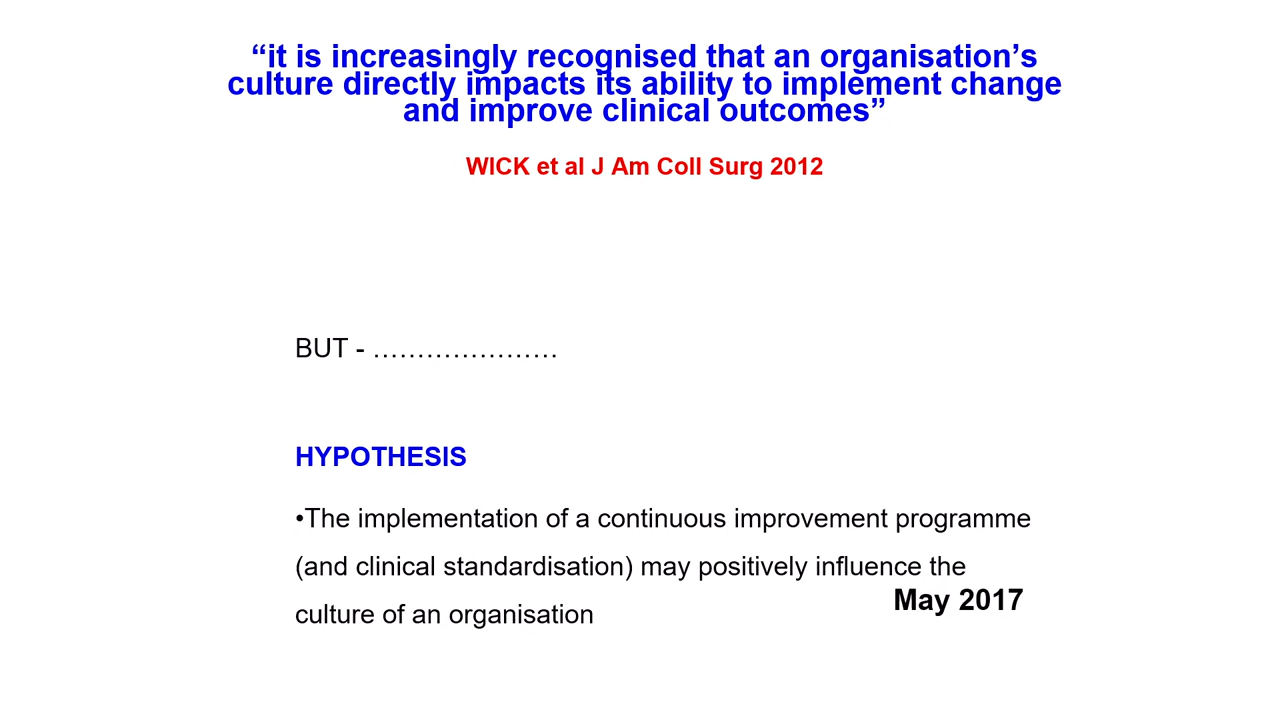 “it is increasingly recognised that an organisation’s
culture directly impacts its ability to implement change
and improve clinical outcomes”
WICK et al J Am Coll Surg 2012
BUT - …………………
HYPOTHESIS
•The implementation of a continuous improvement programme
(and clinical standardisation) may positively influence the
culture of an organisation
May 2017